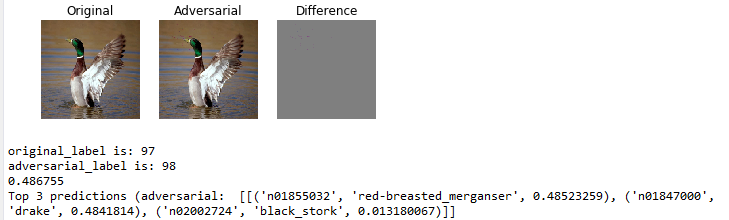 Original Adversarial Difference
original_label is: 97
adversarial_label is: 98
0.486755
Top 3 predictions (adversarial:  [[('n01855032', 'red-breasted_merganser', 0.48523259), ('n01847000',
'drake', 0.4841814), ('n02002724', 'black_stork', 0.013180067)]]